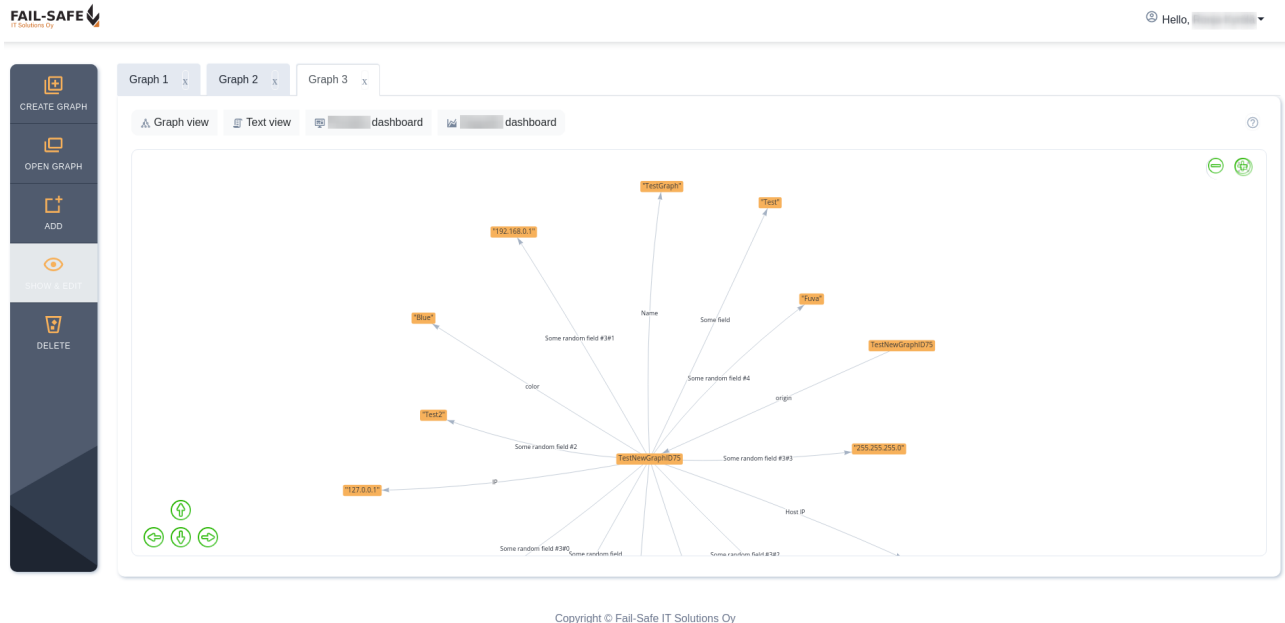 FAIL-SAFE
IT Solutions Oy
Hello,
CREATE GRAPH
OPEN GRAPH
ADD
SHOW & EDIT
DELETE
Graph 1 x
Graph 2 x
Graph 3 x
Graph view
Text view
dashboard
dashboard
"TestGraph"
"Test"
"192.168.0.1"
"Fuva"
Name
"Blue"
Some field
Some random field #3#1
TestNewGraphID75
Some random field #4
color
origin
"Test2"
Some random field #2
"255.255.255.0"
TestNewGraphID75
Some random field #3#3
IP
"127.0.0.1"
Host IP
Some random field #3#0
Some random field
Some random field #3#2
Copyright © Fail-Safe IT Solutions Oy